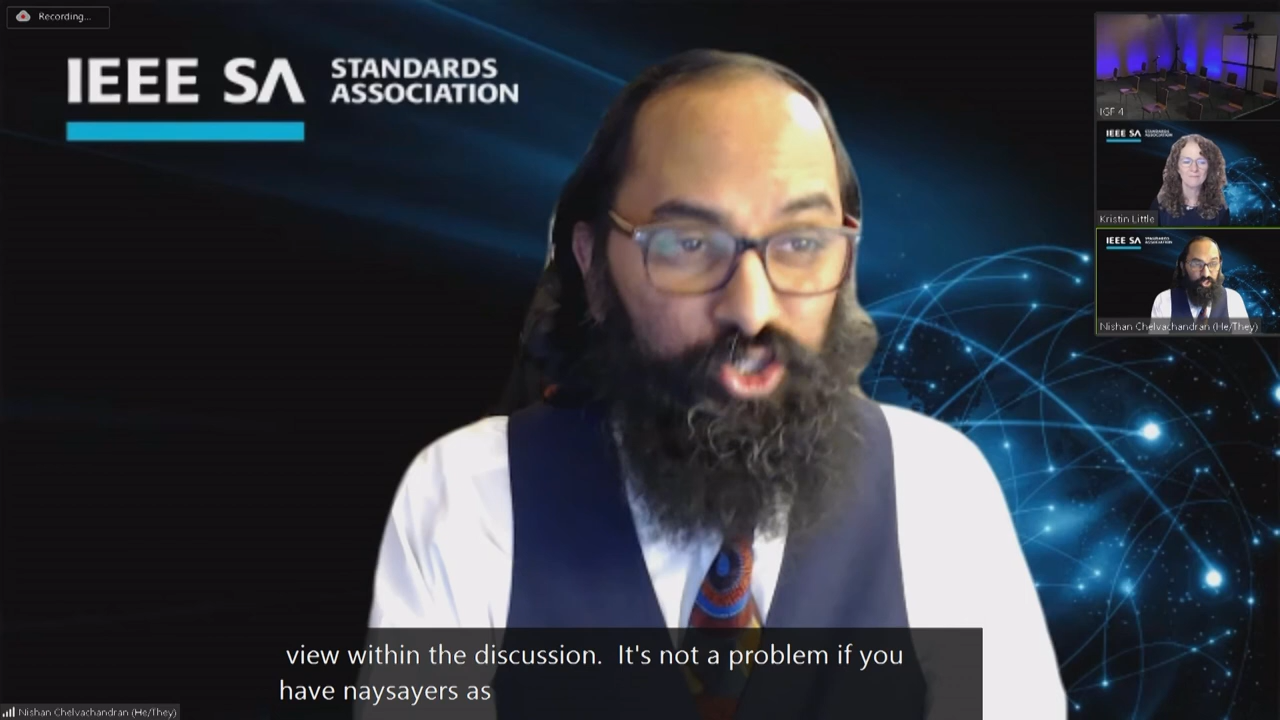 Recording...
IEEE SA STANDARDS
ASSOCIATION
IGF 4
IEEE SA STANDARDS
ASSOCIATION
Kristin Little
IEEE SA STANDARDS
ASSOCIATION
Nishan Chelvachandran (He/They)
view within the discussion.  It's not a problem if you
have naysayers as
Nishan Chelvachandran (He/They)